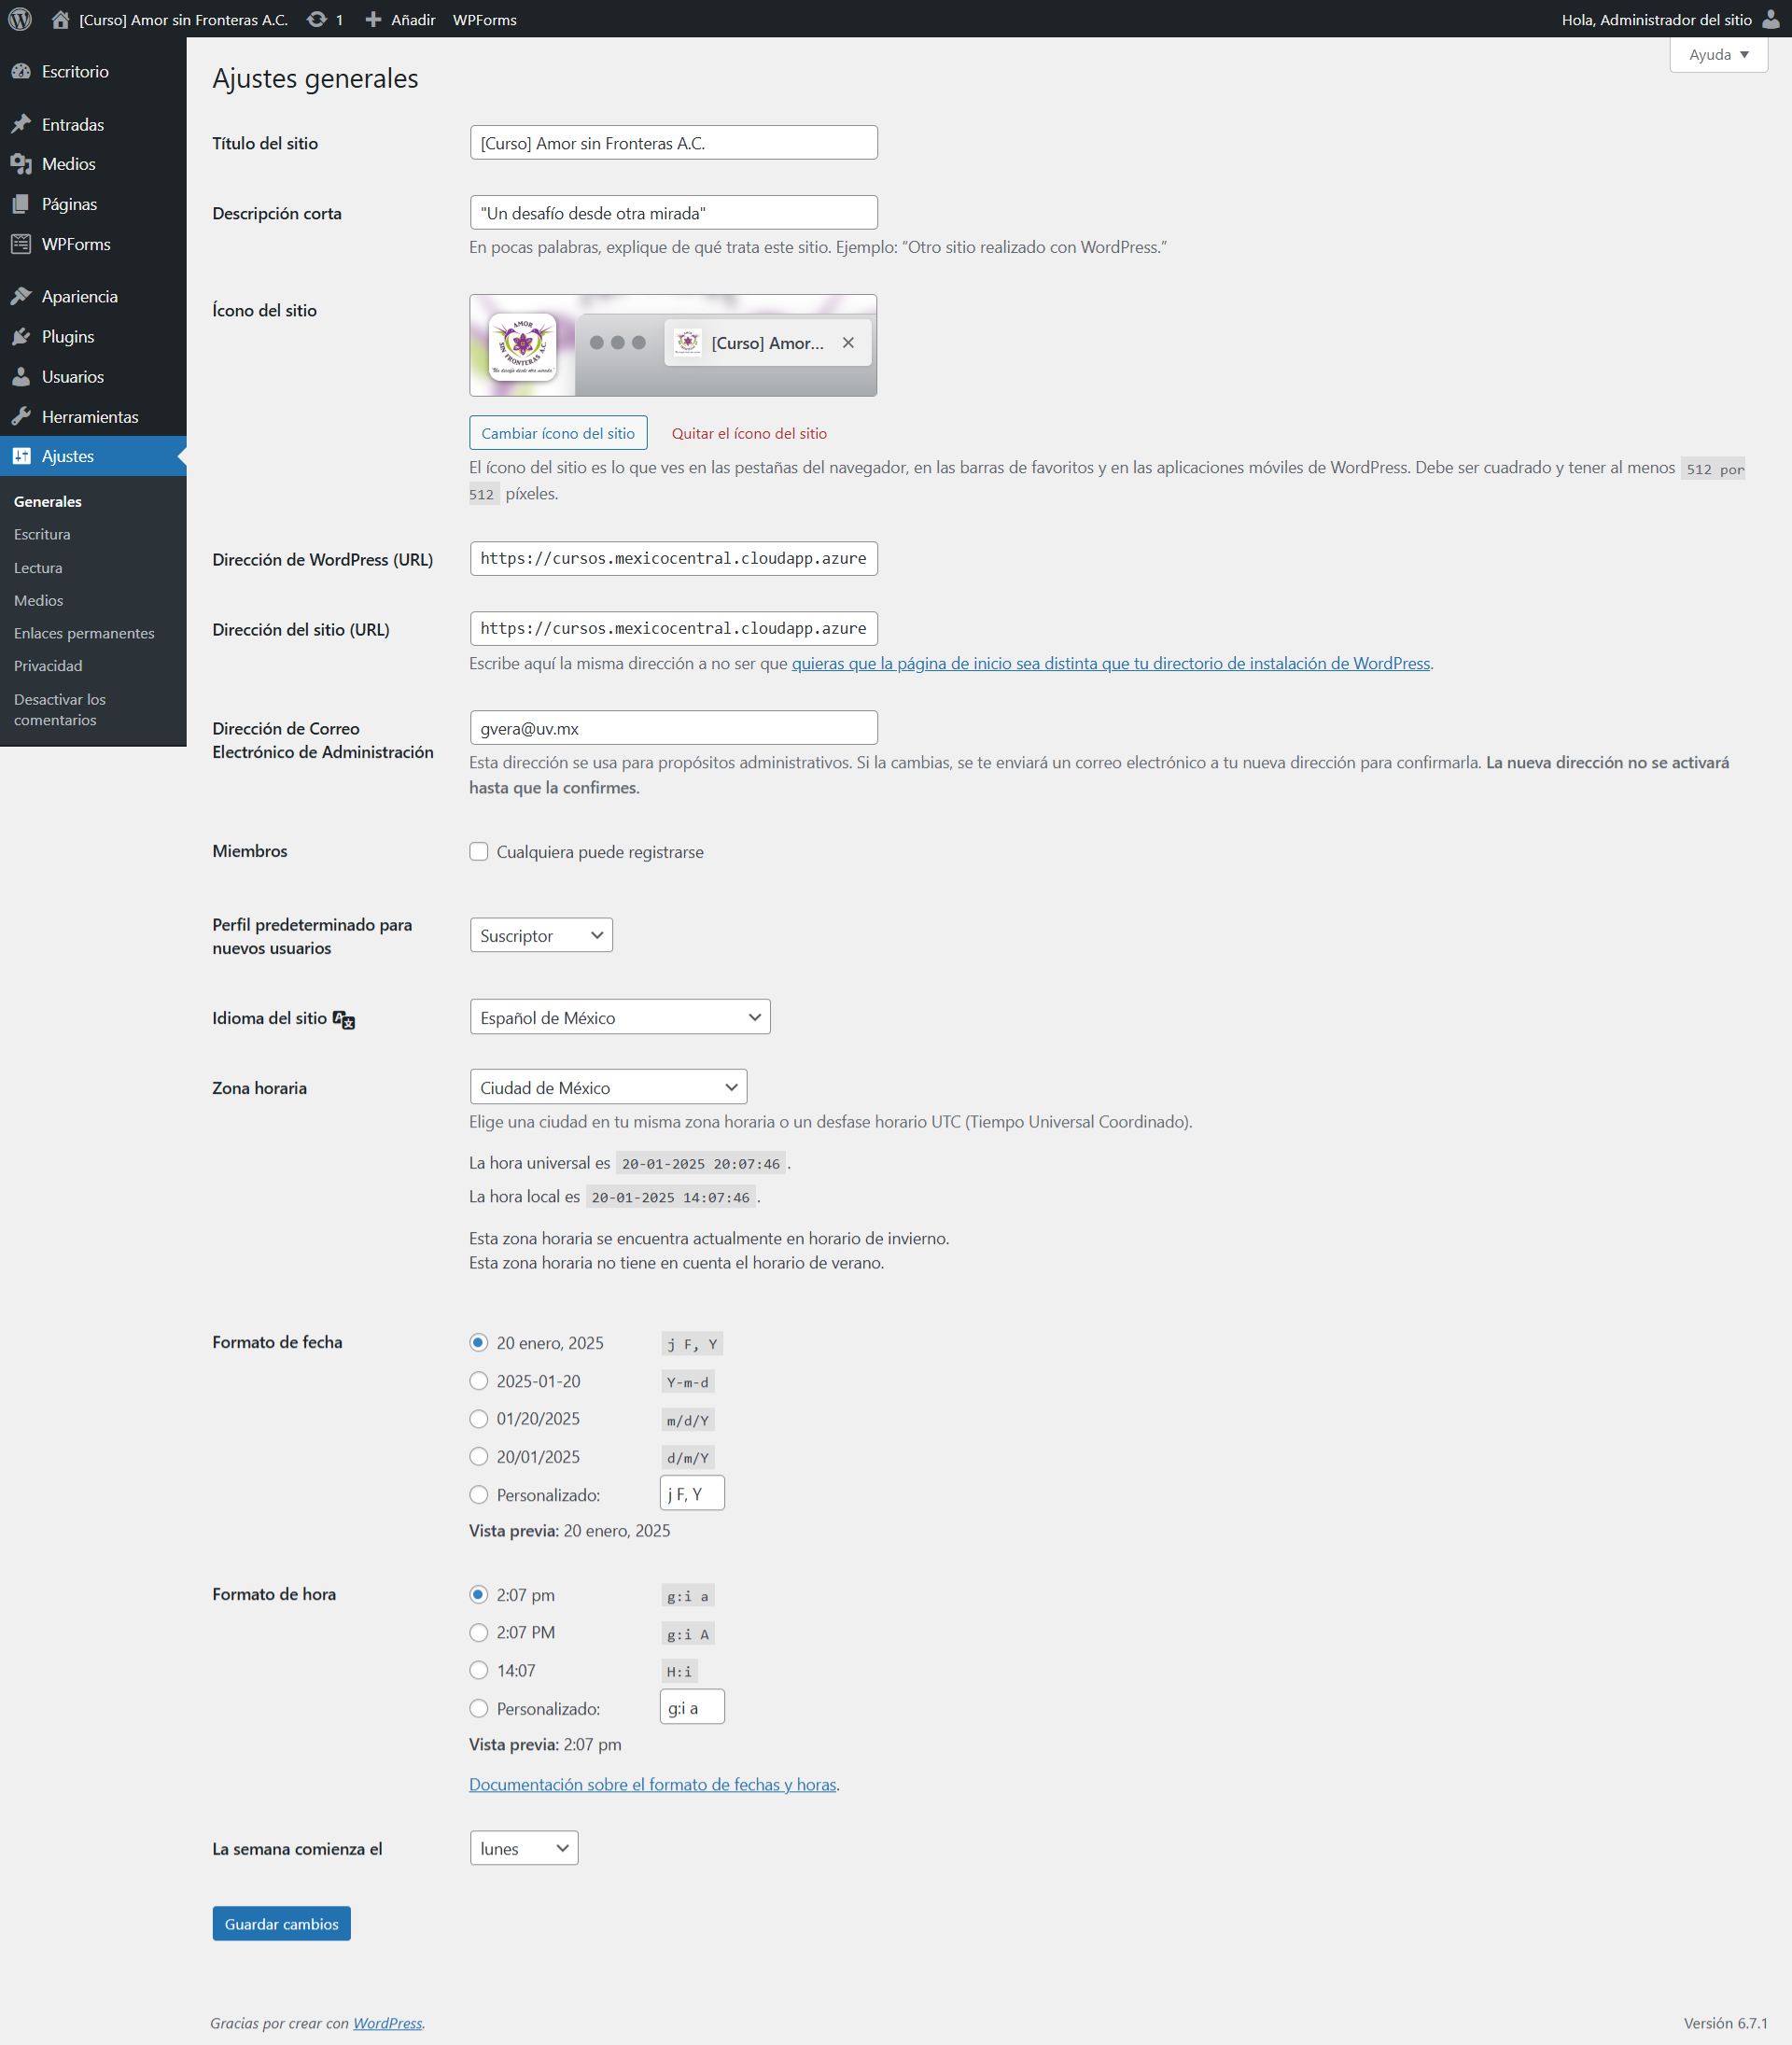 [Curso] Amor sin Fronteras A.C. 1 Añadir WPForms Hola, Administrador del sitio
Escritorio
Entradas
Medios
Páginas
WPForms
Apariencia
Plugins
Usuarios
Herramientas
Ajustes
Generales
Escritura
Lectura
Medios
Enlaces permanentes
Privacidad
Desactivar los
comentarios
Ayuda
Ajustes generales
Título del sitio [Curso] Amor sin Fronteras A.C.
Descripción corta "Un desafío desde otra mirada"
En pocas palabras, explique de qué trata este sitio. Ejemplo: “Otro sitio realizado con WordPress.”
Ícono del sitio
AMOR
SIN FRONTERAS A.C.
"Un desafío desde otra mirada"
[Curso] Amor...
Cambiar ícono del sitio Quitar el ícono del sitio
El ícono del sitio es lo que ves en las pestañas del navegador, en las barras de favoritos y en las aplicaciones móviles de WordPress. Debe ser cuadrado y tener al menos 512 por
512 píxeles.
Dirección de WordPress (URL) https://cursos.mexicocentral.cloudapp.azure
Dirección del sitio (URL) https://cursos.mexicocentral.cloudapp.azure
Escribe aquí la misma dirección a no ser que quieras que la página de inicio sea distinta que tu directorio de instalación de WordPress.
Dirección de Correo
Electrónico de Administración
gvera@uv.mx
Esta dirección se usa para propósitos administrativos. Si la cambias, se te enviará un correo electrónico a tu nueva dirección para confirmarla. La nueva dirección no se activará
hasta que la confirmes.
Miembros Cualquiera puede registrarse
Perfil predeterminado para
nuevos usuarios
Suscriptor
Idioma del sitio Español de México
Zona horaria Ciudad de México
Elige una ciudad en tu misma zona horaria o un desfase horario UTC (Tiempo Universal Coordinado).
La hora universal es 20-01-2025 20:07:46 .
La hora local es 20-01-2025 14:07:46 .
Esta zona horaria se encuentra actualmente en horario de invierno.
Esta zona horaria no tiene en cuenta el horario de verano.
Formato de fecha 20 enero, 2025 j F, Y
2025-01-20 Y-m-d
01/20/2025 m/d/Y
20/01/2025 d/m/Y
Personalizado: j F, Y
Vista previa: 20 enero, 2025
Formato de hora 2:07 pm g:i a
2:07 PM g:i A
14:07 H:i
Personalizado: g:i a
Vista previa: 2:07 pm
Documentación sobre el formato de fechas y horas.
La semana comienza el lunes
Guardar cambios
Gracias por crear con WordPress. Versión 6.7.1